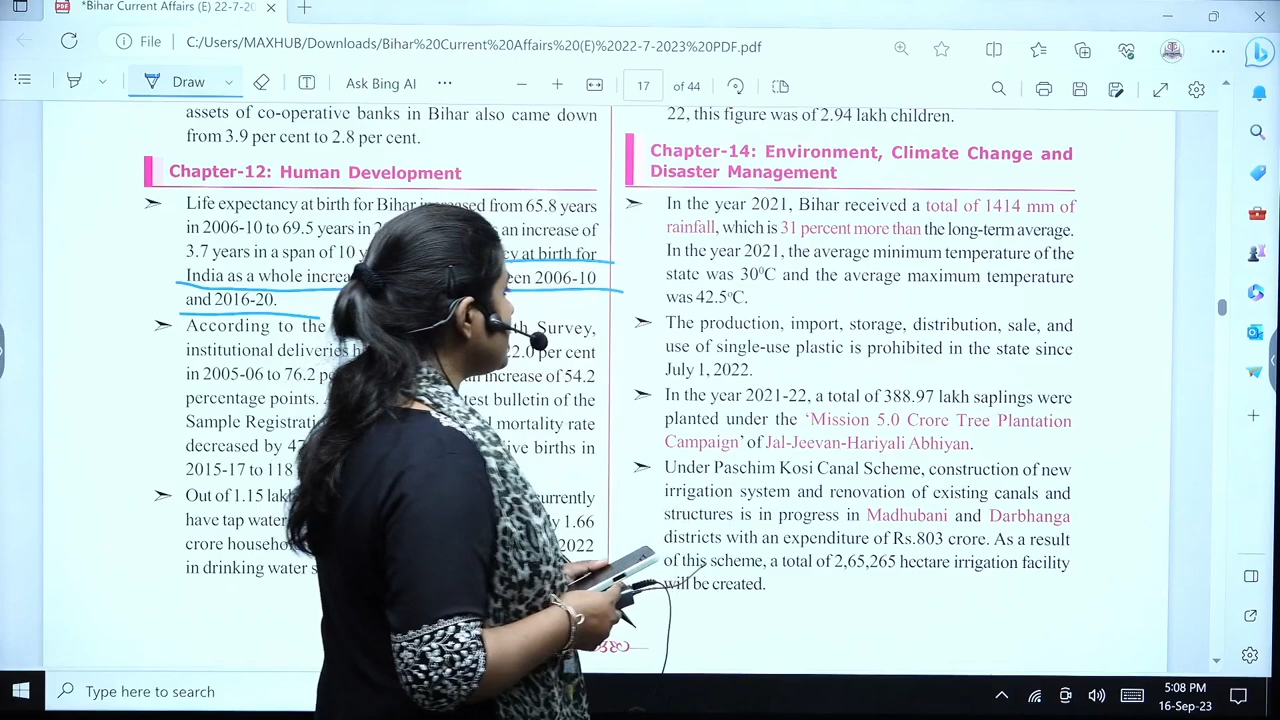 *Bihar Current Affairs (E) 22-7-20
File
C:/Users/MAXHUB/Downloads/Bihar%20Current%20Affairs%20(E)%2022-7-2023%20PDF.pdf
Draw
Ask Bing AI
17 of 44
assets of co-operative banks in Bihar also came down
from 3.9 per cent to 2.8 per cent.
Chapter-12: Human Development
Life expectancy at birth for Bihar increased from 65.8 years
in 2006-10 to 69.5 years in an increase of
3.7 years in a span of 10 at birth for
India as a whole 2006-10
and 2016-20.
According to the Survey,
institutional deliveries 22.0 per cent
in 2005-06 to 76.2 increase of 54.2
percentage points. bulletin of the
Sample mortality rate
decreased by births in
2015-17 to 118
Out of 1.15 currently
have tap water 1.66
crore 2022
in drinking water
22, this figure was of 2.94 lakh children.
Chapter-14: Environment, Climate Change and
Disaster Management
In the year 2021, Bihar received a total of 1414 mm of
rainfall, which is 31 percent more than the long-term average.
In the year 2021, the average minimum temperature of the
state was 30⁰C and the average maximum temperature
was 42.5⁰C.
The production, import, storage, distribution, sale, and
use of single-use plastic is prohibited in the state since
July 1, 2022.
In the year 2021-22, a total of 388.97 lakh saplings were
planted under the ‘Mission 5.0 Crore Tree Plantation
Campaign’ of Jal-Jeevan-Hariyali Abhiyan.
Under Paschim Kosi Canal Scheme, construction of new
irrigation system and renovation of existing canals and
structures is in progress in Madhubani and Darbhanga
districts with an expenditure of Rs.803 crore. As a result
of this scheme, a total of 2,65,265 hectare irrigation facility
will be created.
Type here to search
5:08 PM
16-Sep-23